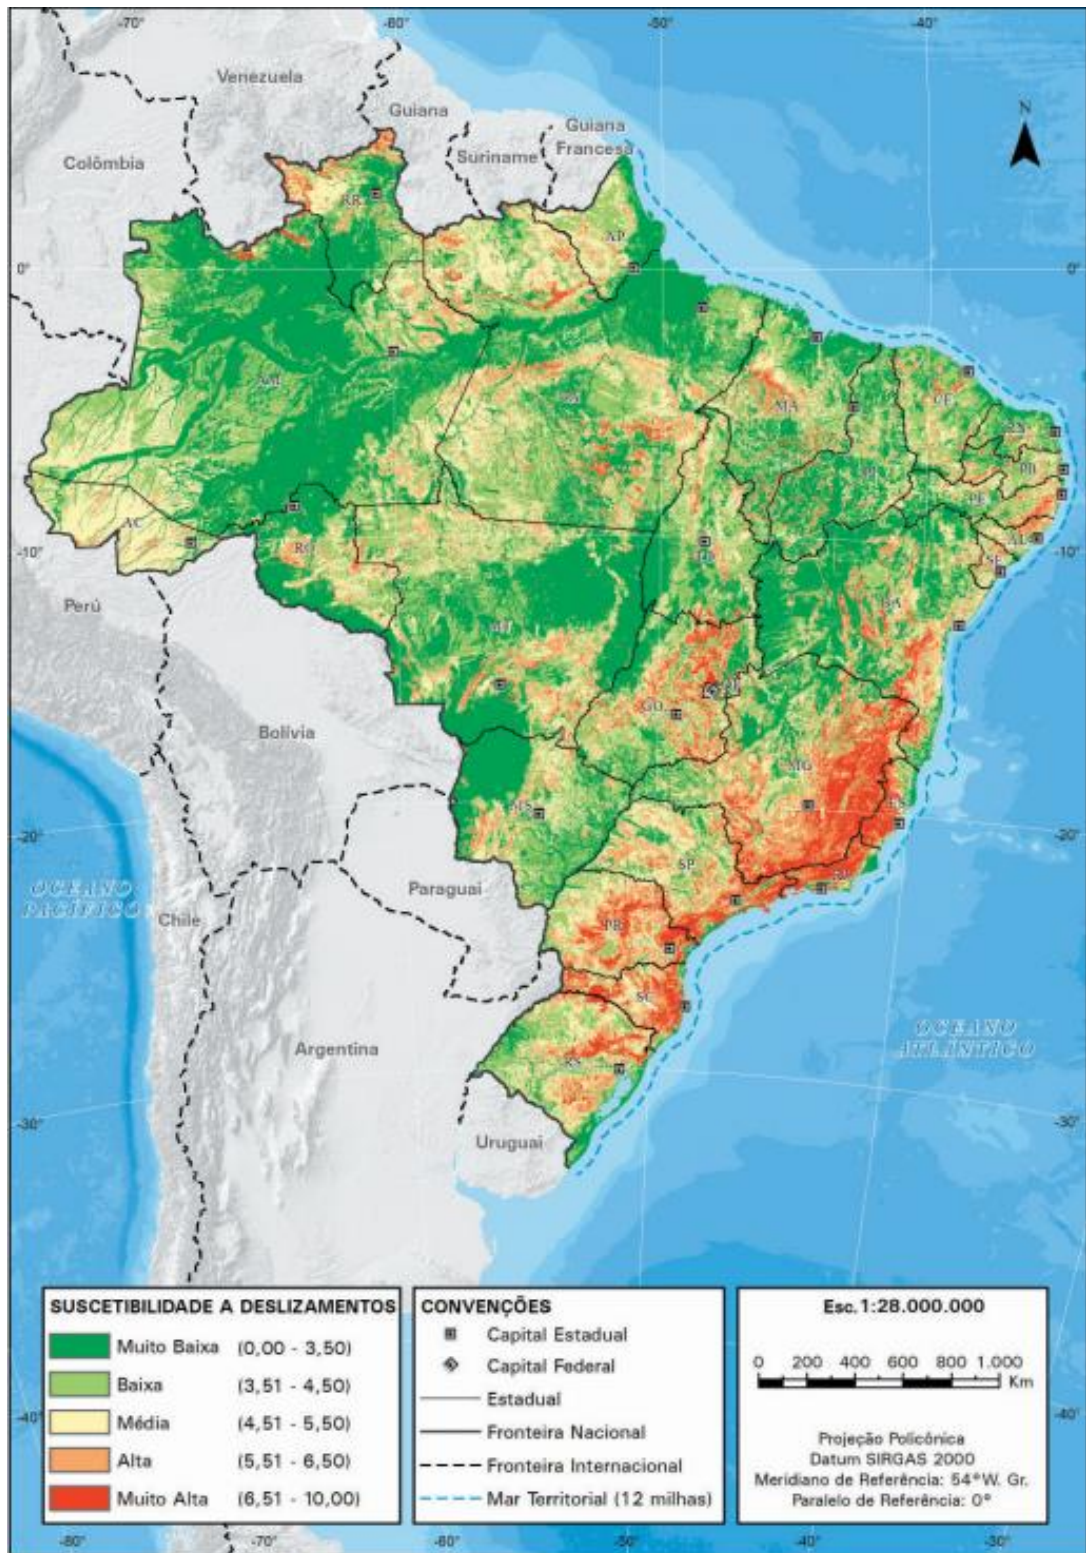 -70° -60° -50° -40°
Venezuela
Guiana
Guiana
Francesa
Suriname
Colômbia
N
RR
AP
0° 0°
AM
PA
MA
CE
RN
PB
PI
PE
AC
AL
RO
SE
-10° -10°
TO
Perú
BA
MT
DF
GO
Bolívia
MG
MS
ES
-20° -20°
SP
Paraguai
RJ
OCEANO
PACÍFICO
Chile
PR
SC
OCEANO
ATLÂNTICO
Argentina
RS
-30° -30°
Uruguai
SUSCETIBILIDADE A DESLIZAMENTOS
Muito Baixa (0,00 - 3,50)
Baixa (3,51 - 4,50)
Média (4,51 - 5,50)
Alta (5,51 - 6,50)
Muito Alta (6,51 - 10,00)
CONVENÇÕES
Capital Estadual
Capital Federal
Estadual
Fronteira Nacional
Fronteira Internacional
Mar Territorial (12 milhas)
Esc.1:28.000.000
0 200 400 600 800 1.000
Km
Projeção Policônica
Datum SIRGAS 2000
Meridiano de Referência: 54°W. Gr.
Paralelo de Referência: 0°
-40° -40°
-80° -70° -60° -50° -40° -30°